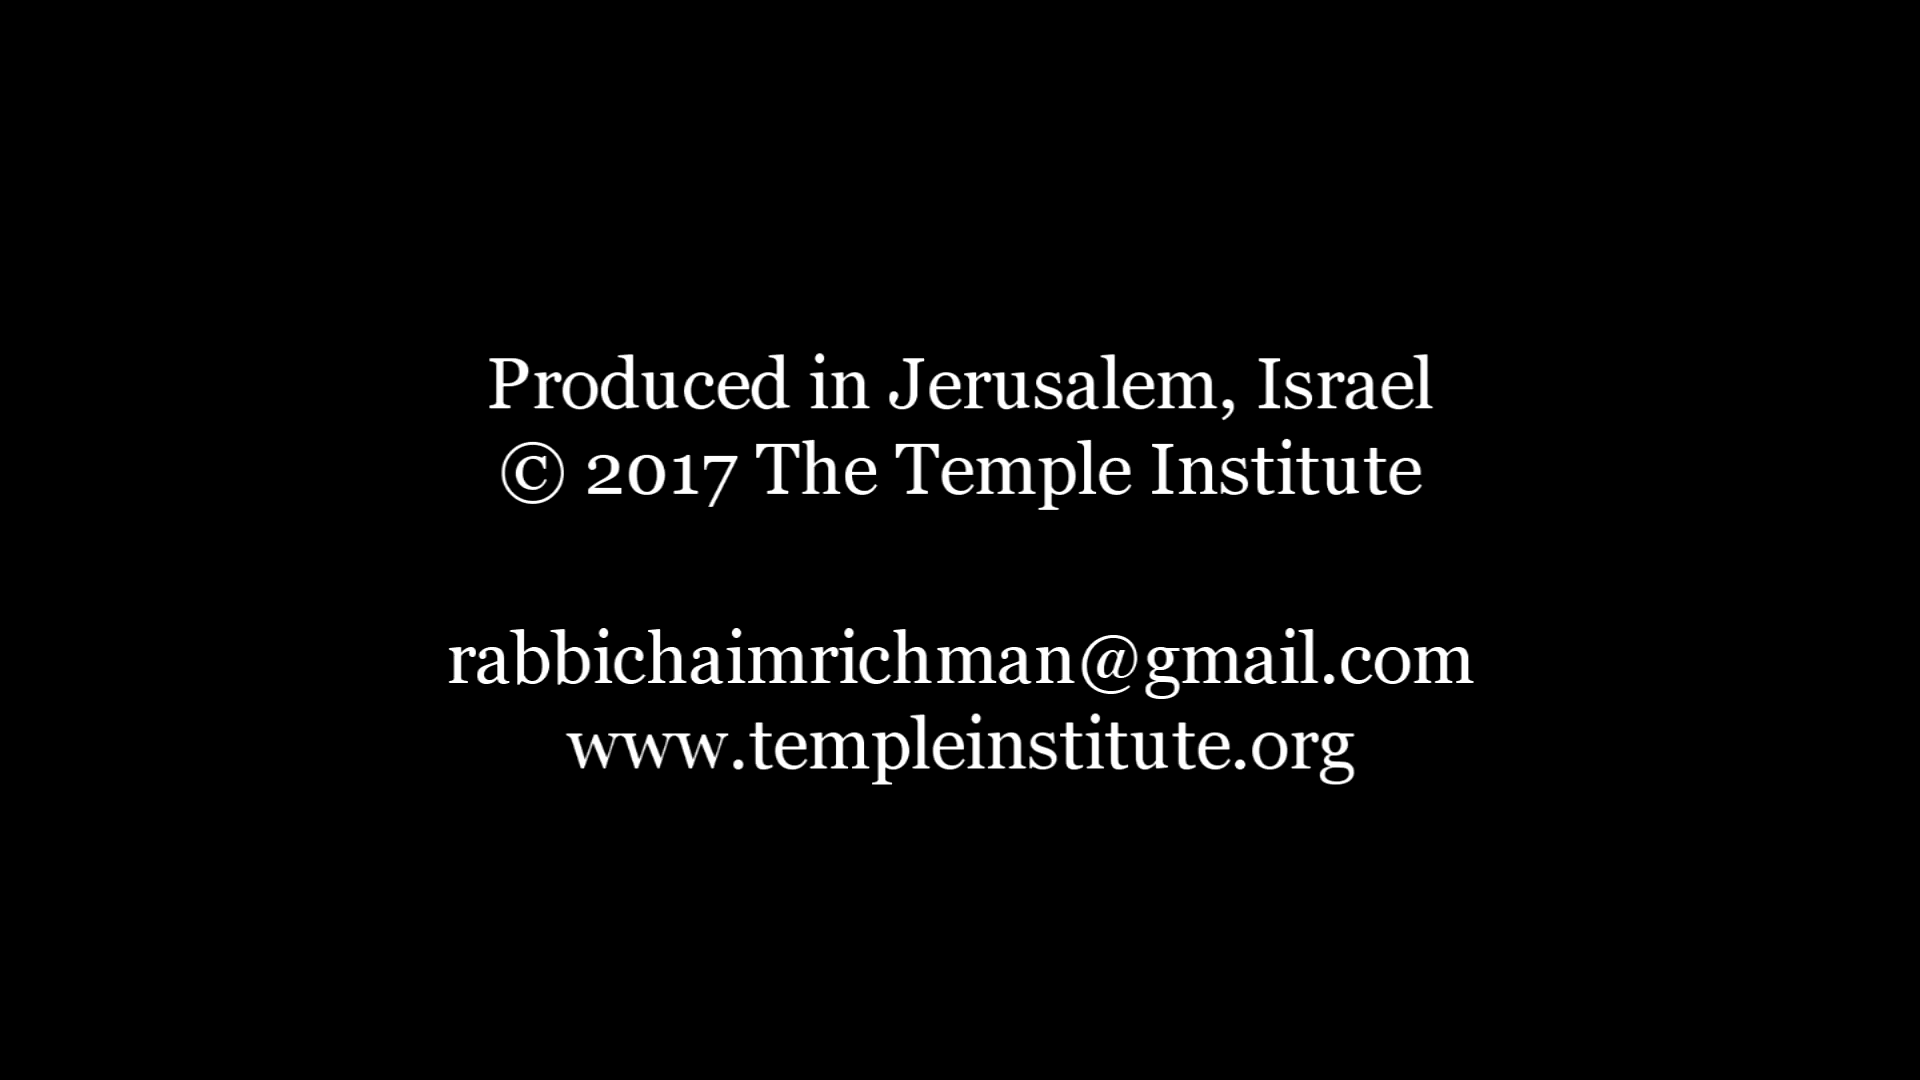 Produced in Jerusalem, Israel
© 2017 The Temple Institute
rabbichaimrichman@gmail.com
www.templeinstitute.org